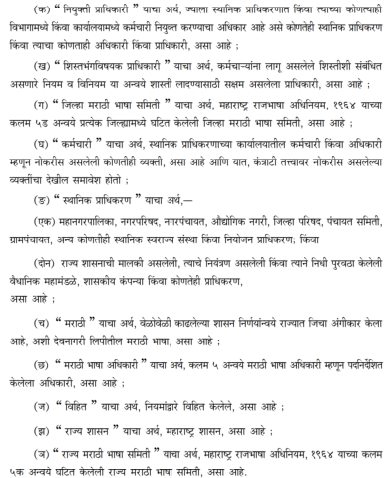 (क) “ नियुक्ती प्राधिकारी ” याचा अर्थ, ज्याला स्थानिक प्राधिकरणात किंवा त्याच्या कोणत्याही
विभागामध्ये किंवा कार्यालयामध्ये कर्मचारी नियुक्त करण्याचा अधिकार आहे असे कोणतेही स्थानिक प्राधिकरण
किंवा त्याचा कोणताही अधिकारी किंवा प्राधिकारी, असा आहे ;
(ख) “ शिस्तभंगविषयक प्राधिकारी ” याचा अर्थ, कर्मचाऱ्यांना लागू असलेले शिस्तीशी संबंधित
असणारे नियम व विनियम या अन्वये शास्ती लादण्यासाठी सक्षम असलेला प्राधिकारी, असा आहे ;
(ग) “ जिल्हा मराठी भाषा समिती ” याचा अर्थ, महाराष्ट्र राजभाषा अधिनियम, १९६४ याच्या
कलम ५ड अन्वये प्रत्येक जिल्ह्यामध्ये घटित केलेली जिल्हा मराठी भाषा समिती, असा आहे ;
(घ) “ कर्मचारी ” याचा अर्थ, स्थानिक प्राधिकरणाच्या कार्यालयातील कर्मचारी किंवा अधिकारी
म्हणून नोकरीस असलेली कोणतीही व्यक्ती, असा आहे आणि यात, कंत्राटी तत्त्वावर नोकरीस असलेल्या
व्यक्तींचा देखील समावेश होतो ;
(ङ) “ स्थानिक प्राधिकरण ” याचा अर्थ,—
(एक) महानगरपालिका, नगरपरिषद, नगरपंचायत, औद्योगिक नगरी, जिल्हा परिषद, पंचायत समिती,
ग्रामपंचायत, अन्य कोणतीही स्थानिक स्वराज्य संस्था किंवा नियोजन प्राधिकरण; किंवा
(दोन) राज्य शासनाची मालकी असलेली, त्याचे नियंत्रण असलेली किंवा त्याने निधी पुरवठा केलेली
वैधानिक महामंडळे, शासकीय कंपन्या किंवा कोणतेही प्राधिकरण,
असा आहे ;
(च) “ मराठी ” याचा अर्थ, वेळोवेळी काढलेल्या शासन निर्णयांन्वये राज्यात जिचा अंगीकार केला
आहे, अशी देवनागरी लिपीतील मराठी भाषा, असा आहे ;
(छ) “ मराठी भाषा अधिकारी ” याचा अर्थ, कलम ५ अन्वये मराठी भाषा अधिकारी म्हणून पदनिर्देशित
केलेला अधिकारी, असा आहे ;
(ज) “ विहित ” याचा अर्थ, नियमांद्वारे विहित केलेले, असा आहे ;
(झ) “ राज्य शासन ” याचा अर्थ, महाराष्ट्र शासन, असा आहे ;
(ञ) “ राज्य मराठी भाषा समिती ” याचा अर्थ, महाराष्ट्र राजभाषा अधिनियम, १९६४ याच्या कलम
५क अन्वये घटित केलेली राज्य मराठी भाषा समिती, असा आहे.